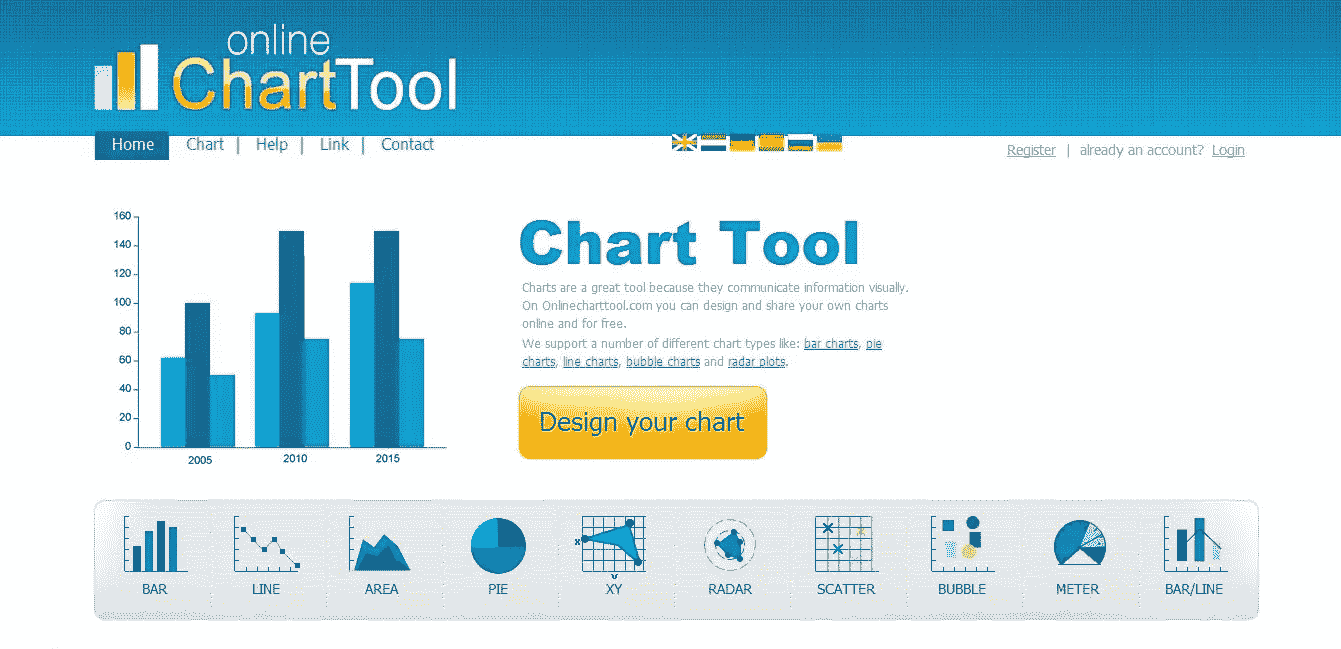 online
ChartTool
Home Chart | Help | Link | Contact
Register | already an account? Login
160
140
120
100
80
60
40
20
0
2005 2010 2015
Chart Tool
Charts are a great tool because they communicate information visually.
On Onlinecharttool.com you can design and share your own charts
online and for free.
We support a number of different chart types like: bar charts, pie
charts, line charts, bubble charts and radar plots.
Design your chart
x
y
BAR LINE AREA PIE XY RADAR SCATTER BUBBLE METER BAR/LINE